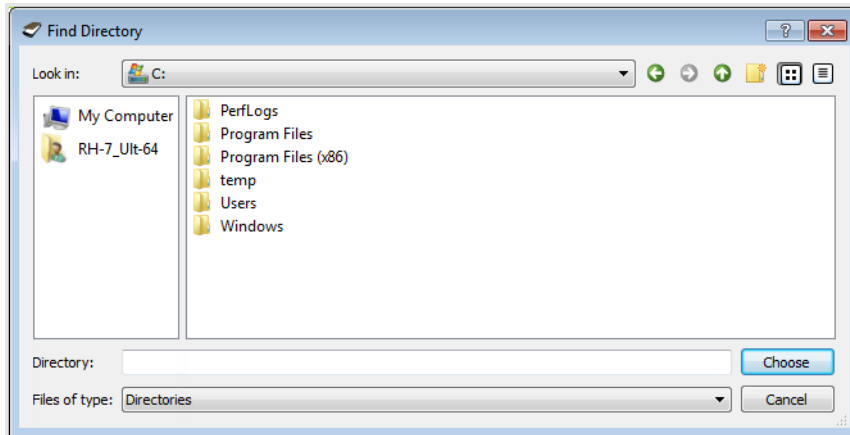 Find Directory
Look in: C:
My Computer
RH-7_Ult-64
PerfLogs
Program Files
Program Files (x86)
temp
Users
Windows
Directory: Choose
Files of type: Directories Cancel